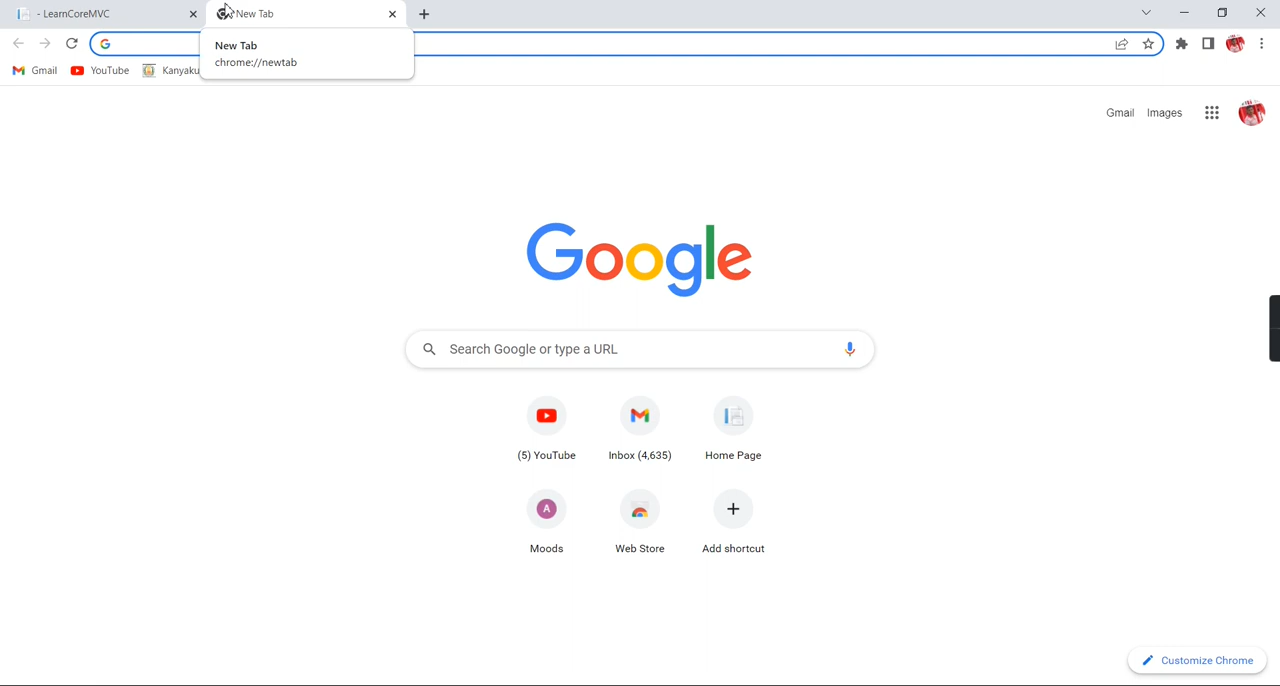 - LearnCoreMVC
New Tab
New Tab
chrome://newtab
Gmail
YouTube
Kanyaku
Gmail
Images
Google
Search Google or type a URL
(5) YouTube
Inbox (4,635)
Home Page
A
Moods
Web Store
Add shortcut
Customize Chrome